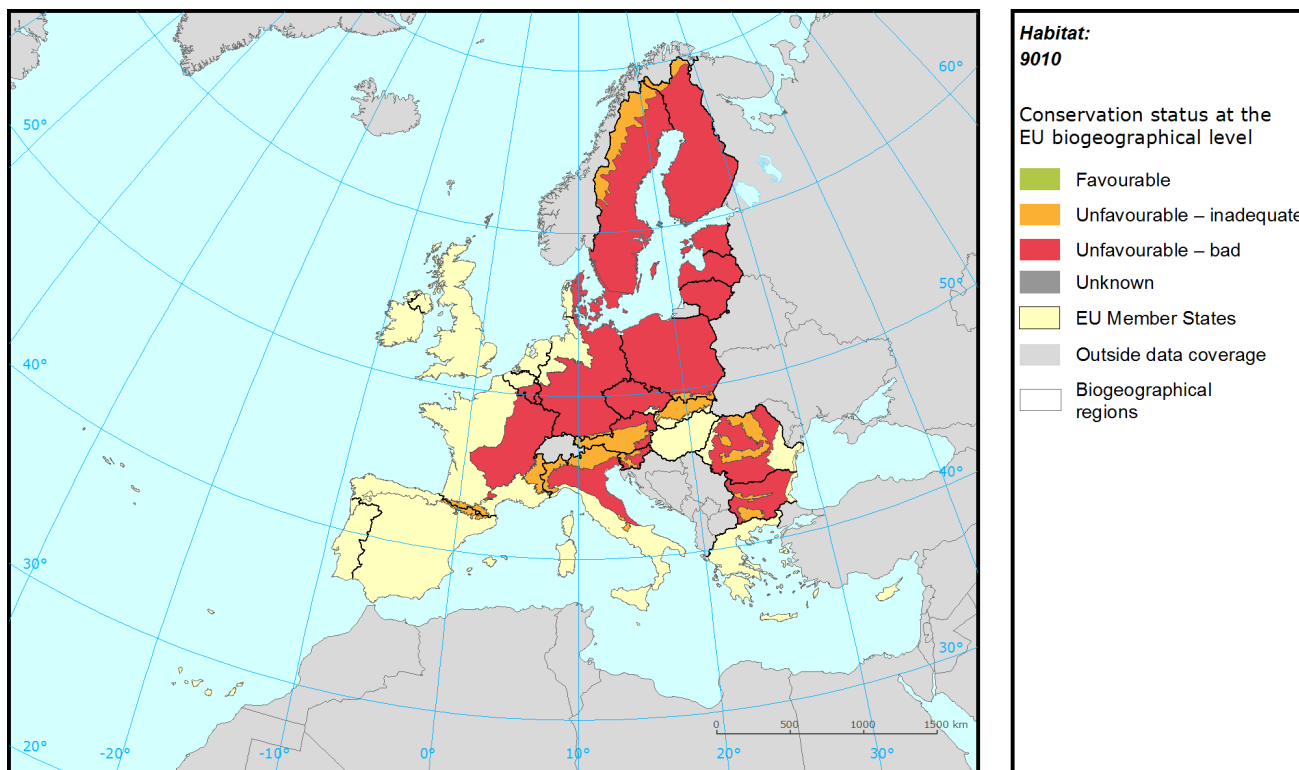 Habitat:
9010
Conservation status at the
EU biogeographical level
Favourable
Unfavourable – inadequate
Unfavourable – bad
Unknown
EU Member States
Outside data coverage
Biogeographical
regions
60°
50°
50°
40°
40°
30°
30°
20°
-20°
-10°
0°
10°
20°
30°
0
500
1000
1500 km